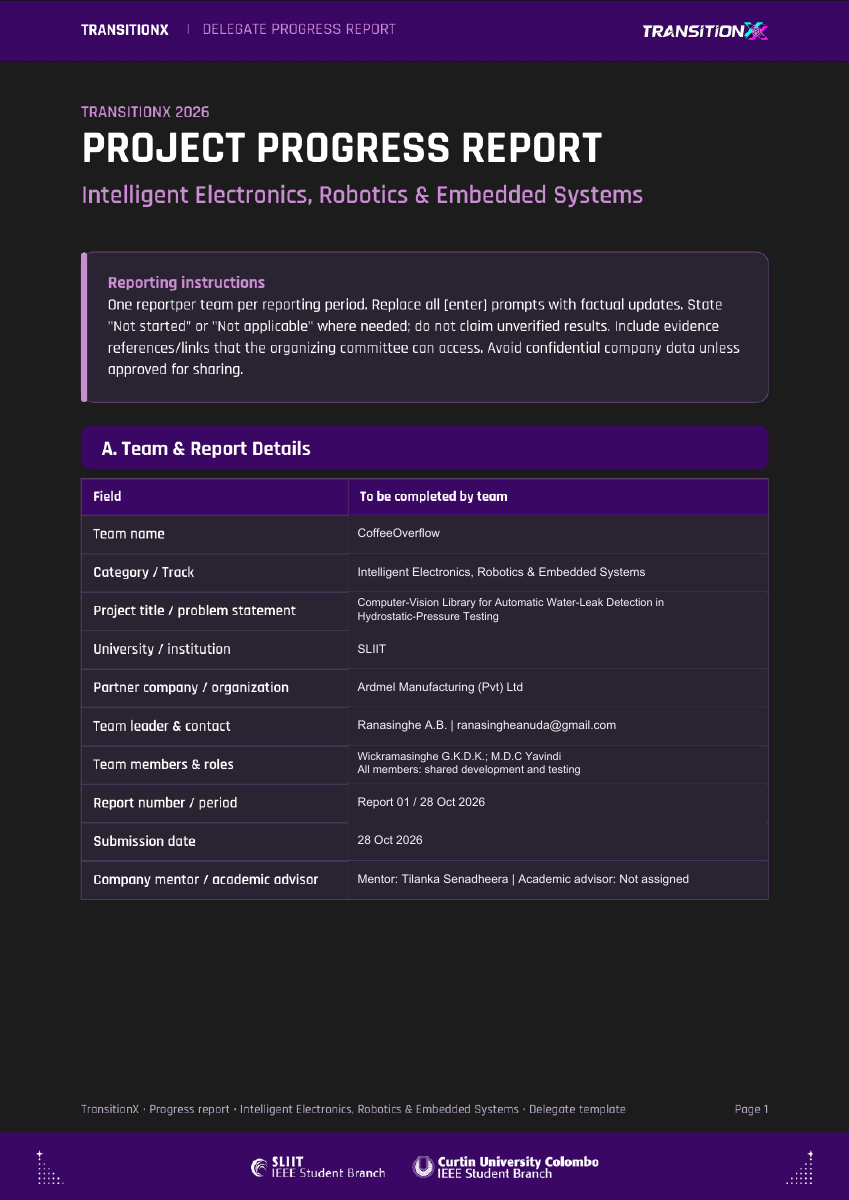 TRANSITIONX | DELEGATE PROGRESS REPORT
TRANSITIONX
TRANSITIONX 2026
PROJECT PROGRESS REPORT
Intelligent Electronics, Robotics & Embedded Systems
Reporting instructions
One reportper team per reporting period. Replace all [enter] prompts with factual updates. State
"Not started" or "Not applicable" where needed; do not claim unverified results. Include evidence
references/links that the organizing committee can access. Avoid confidential company data unless
approved for sharing.
A. Team & Report Details
Field To be completed by team
Team name CoffeeOverflow
Category / Track Intelligent Electronics, Robotics & Embedded Systems
Project title / problem statement Computer-Vision Library for Automatic Water-Leak Detection in
Hydrostatic-Pressure Testing
University / institution SLIIT
Partner company / organization Ardmel Manufacturing (Pvt) Ltd
Team leader & contact Ranasinghe A.B. | ranasingheanuda@gmail.com
Team members & roles Wickramasinghe G.K.D.K.; M.D.C Yavindi
All members: shared development and testing
Report number / period Report 01 / 28 Oct 2026
Submission date 28 Oct 2026
Company mentor / academic advisor Mentor: Tilanka Senadheera | Academic advisor: Not assigned
TransitionX · Progress report · Intelligent Electronics, Robotics & Embedded Systems · Delegate template Page 1
SLIIT
IEEE Student Branch
Curtin University Colombo
IEEE Student Branch